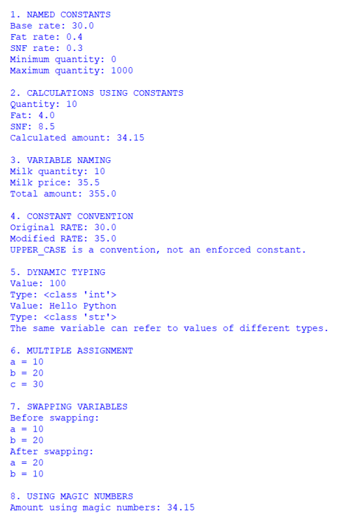 1. NAMED CONSTANTS
Base rate: 30.0
Fat rate: 0.4
SNF rate: 0.3
Minimum quantity: 0
Maximum quantity: 1000
2. CALCULATIONS USING CONSTANTS
Quantity: 10
Fat: 4.0
SNF: 8.5
Calculated amount: 34.15
3. VARIABLE NAMING
Milk quantity: 10
Milk price: 35.5
Total amount: 355.0
4. CONSTANT CONVENTION
Original RATE: 30.0
Modified RATE: 35.0
UPPER_CASE is a convention, not an enforced constant.
5. DYNAMIC TYPING
Value: 100
Type: <class 'int'>
Value: Hello Python
Type: <class 'str'>
The same variable can refer to values of different types.
6. MULTIPLE ASSIGNMENT
a = 10
b = 20
c = 30
7. SWAPPING VARIABLES
Before swapping:
a = 10
b = 20
After swapping:
a = 20
b = 10
8. USING MAGIC NUMBERS
Amount using magic numbers: 34.15